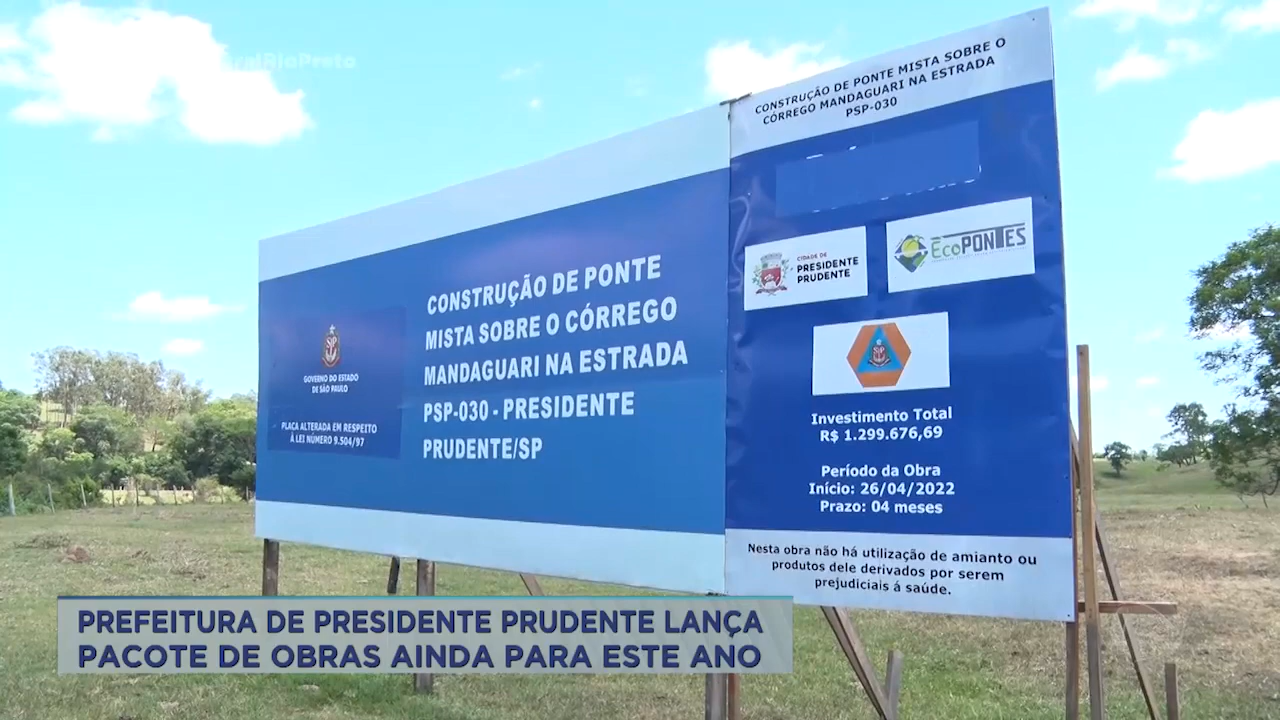 GOVERNO DO ESTADO
DE SÃO PAULO
PLACA ALTERADA EM RESPEITO
À LEI NÚMERO 9.504/97
CONSTRUÇÃO DE PONTE
MISTA SOBRE O CÓRREGO
MANDAGUARI NA ESTRADA
PSP-030 - PRESIDENTE
PRUDENTE/SP
CONSTRUÇÃO DE PONTE MISTA SOBRE O
CÓRREGO MANDAGUARI NA ESTRADA
PSP-030
CIDADE DE
PRESIDENTE
PRUDENTE
EcoPONTES
Investimento Total
R$ 1.299.676,69
Período da Obra
Início: 26/04/2022
Prazo: 04 meses
Nesta obra não há utilização de amianto ou
produtos dele derivados por serem
prejudiciais á saúde.
PREFEITURA DE PRESIDENTE PRUDENTE LANÇA
PACOTE DE OBRAS AINDA PARA ESTE ANO